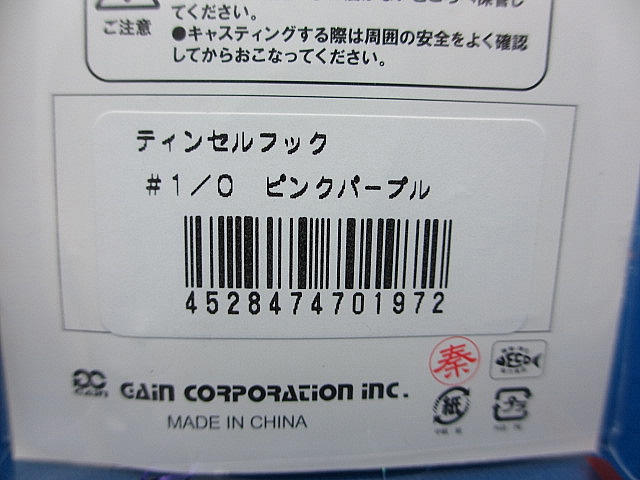 てください。
ご注意
●キャスティングする際は周囲の安全をよく確認
してからおこなってください。
ティンセルフック
#1/0 ピンクパープル
4528474701972
秦
GAIN CORPORATION INC.
紙
MADE IN CHINA